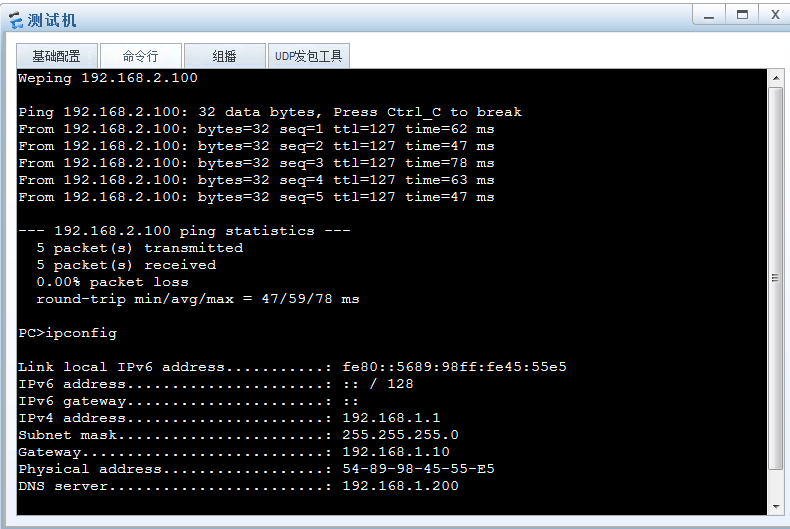 测试机
基础配置 命令行 组播 UDP发包工具
Weping 192.168.2.100
Ping 192.168.2.100: 32 data bytes, Press Ctrl_C to break
From 192.168.2.100: bytes=32 seq=1 ttl=127 time=62 ms
From 192.168.2.100: bytes=32 seq=2 ttl=127 time=47 ms
From 192.168.2.100: bytes=32 seq=3 ttl=127 time=78 ms
From 192.168.2.100: bytes=32 seq=4 ttl=127 time=63 ms
From 192.168.2.100: bytes=32 seq=5 ttl=127 time=47 ms
--- 192.168.2.100 ping statistics ---
5 packet(s) transmitted
5 packet(s) received
0.00% packet loss
round-trip min/avg/max = 47/59/78 ms
PC>ipconfig
Link local IPv6 address...........: fe80::5689:98ff:fe45:55e5
IPv6 address......................: :: / 128
IPv6 gateway......................: ::
IPv4 address......................: 192.168.1.1
Subnet mask.......................: 255.255.255.0
Gateway...........................: 192.168.1.10
Physical address..................: 54-89-98-45-55-E5
DNS server........................: 192.168.1.200